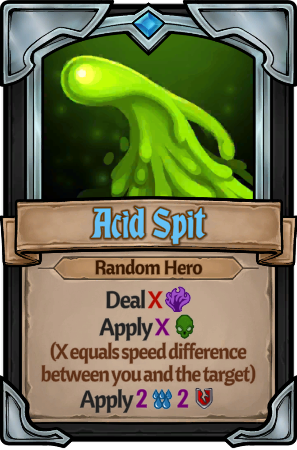 Acid Spit
Random Hero
Deal X
Apply X
(X equals speed difference
between you and the target)
Apply 2 2